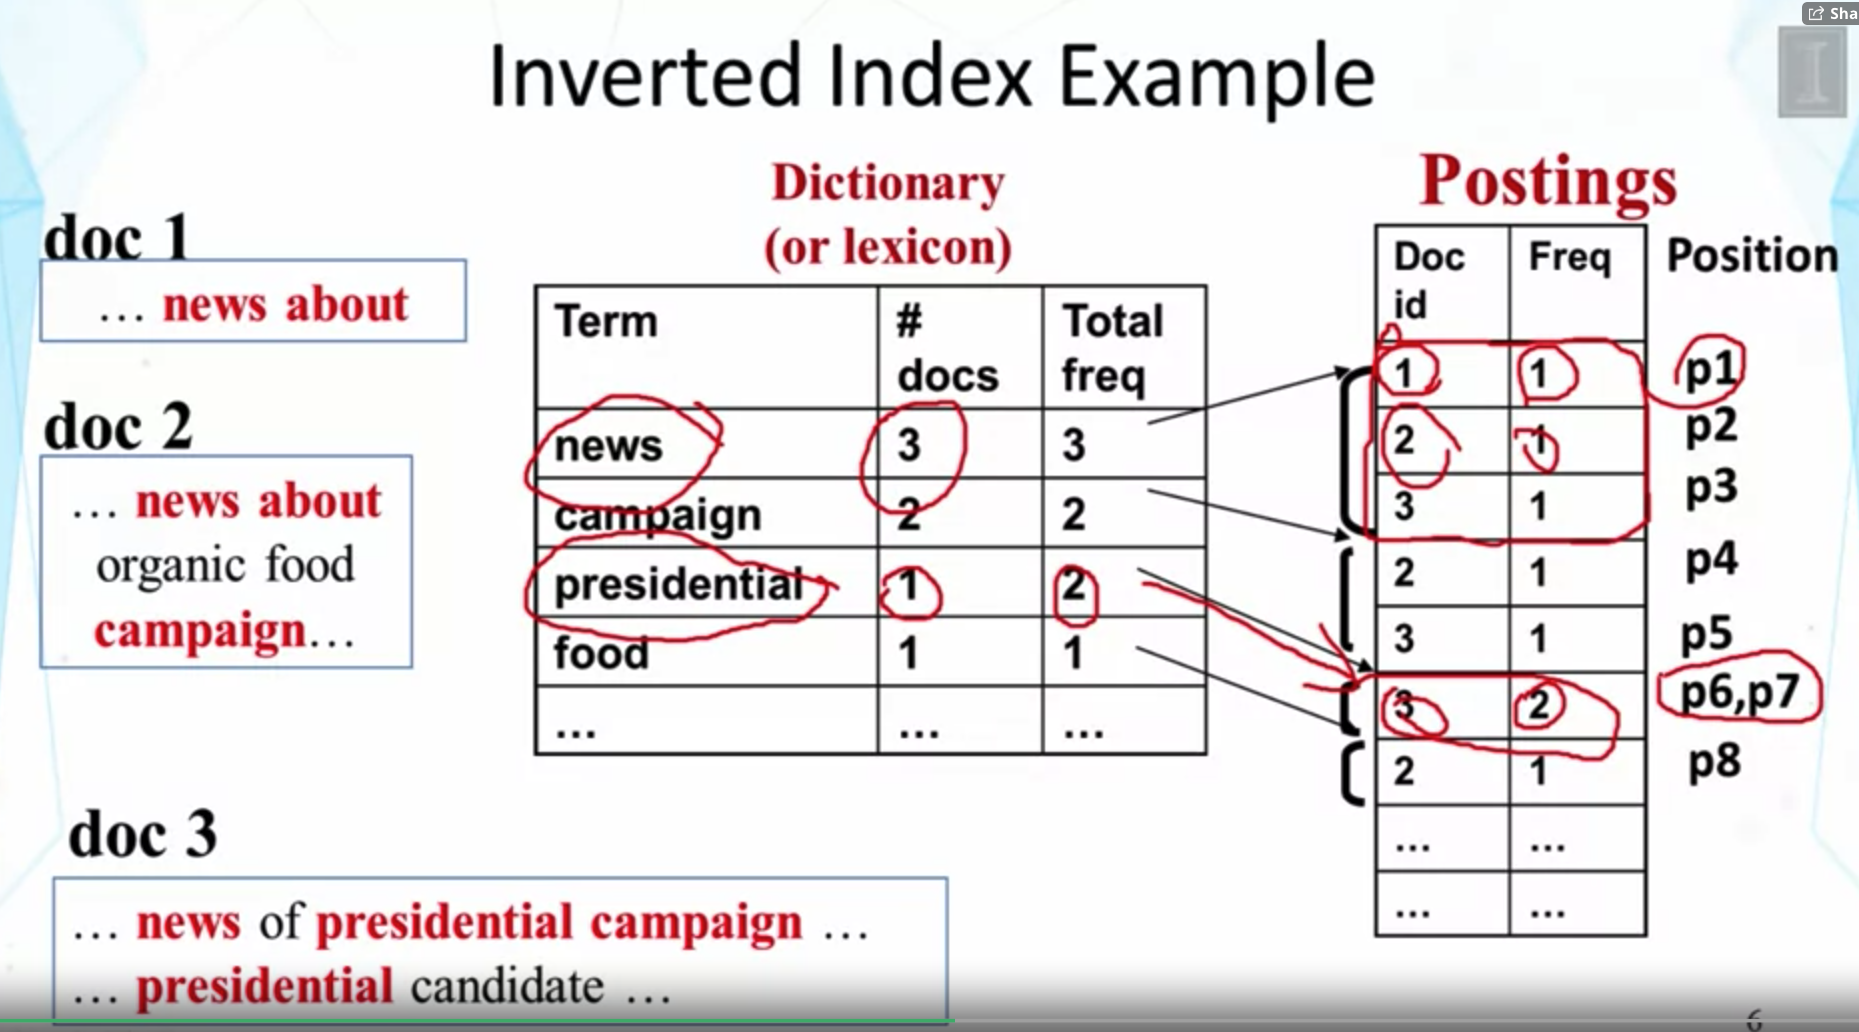 Sha
Inverted Index Example
doc 1
… news about
doc 2
… news about
organic food
campaign…
doc 3
… news of presidential campaign …
… presidential candidate …
Dictionary
(or lexicon)
Term # docs Total freq
news 3 3
campaign 2 2
presidential 1 2
food 1 1
... ... ...
Postings
Doc id Freq Position
1 1 p1
2 1 p2
3 1 p3
2 1 p4
3 1 p5
3 2 p6,p7
2 1 p8
... ...
... ...
6